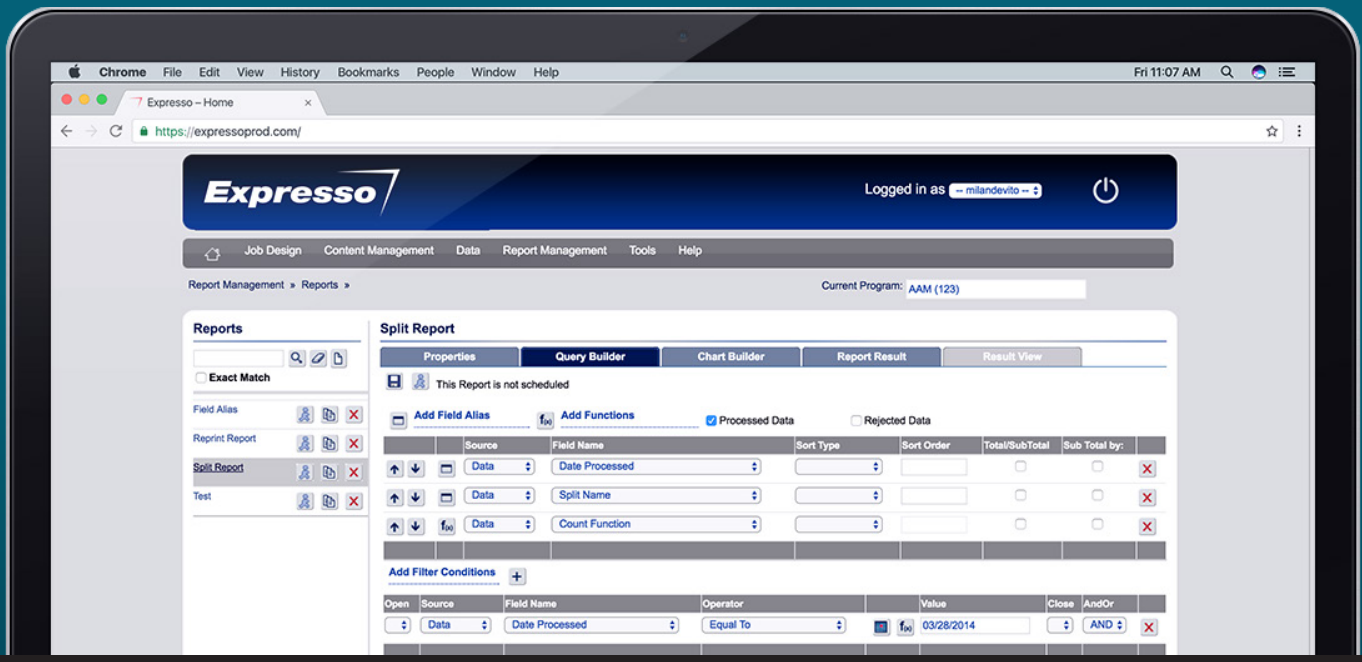 Chrome File Edit View History Bookmarks People Window Help Fri 11:07 AM
Expresso – Home ×
https://expressoprod.com/
Expresso Logged in as -- milandevito --
Job Design Content Management Data Report Management Tools Help
Report Management » Reports » Current Program: AAM (123)
Reports Split Report
Properties Query Builder Chart Builder Report Result Result View
Exact Match This Report is not scheduled
Field Alias Add Field Alias f(x) Add Functions Processed Data Rejected Data
Reprint Report Source Field Name Sort Type Sort Order Total/SubTotal Sub Total by:
Split Report Data Date Processed
Test Data Split Name
f(x) Data Count Function
Add Filter Conditions +
Open Source Field Name Operator Value Close AndOr
Data Date Processed Equal To f(x) 03/28/2014 AND